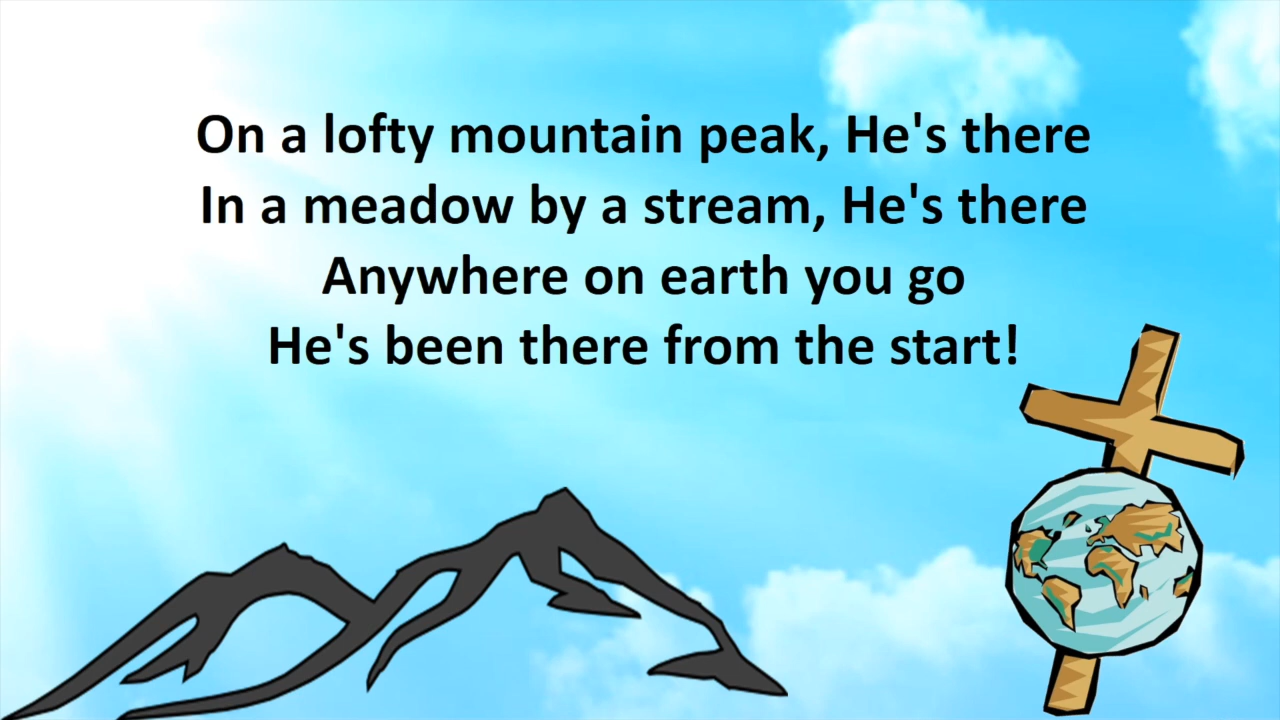 On a lofty mountain peak, He's there
In a meadow by a stream, He's there
Anywhere on earth you go
He's been there from the start!